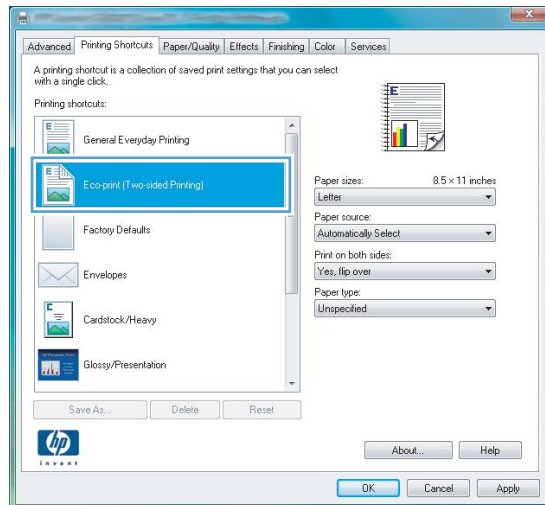 Advanced Printing Shortcuts Paper/Quality Effects Finishing Color Services
A printing shortcut is a collection of saved print settings that you can select
with a single click.
Printing shortcuts:
General Everyday Printing
Eco-print (Two-sided Printing)
Factory Defaults
Envelopes
Cardstock/Heavy
Glossy/Presentation
Paper sizes: 8.5 × 11 inches
Letter
Paper source:
Automatically Select
Print on both sides:
Yes, flip over
Paper type:
Unspecified
Save As... Delete Reset
hp
invent
About... Help
OK Cancel Apply